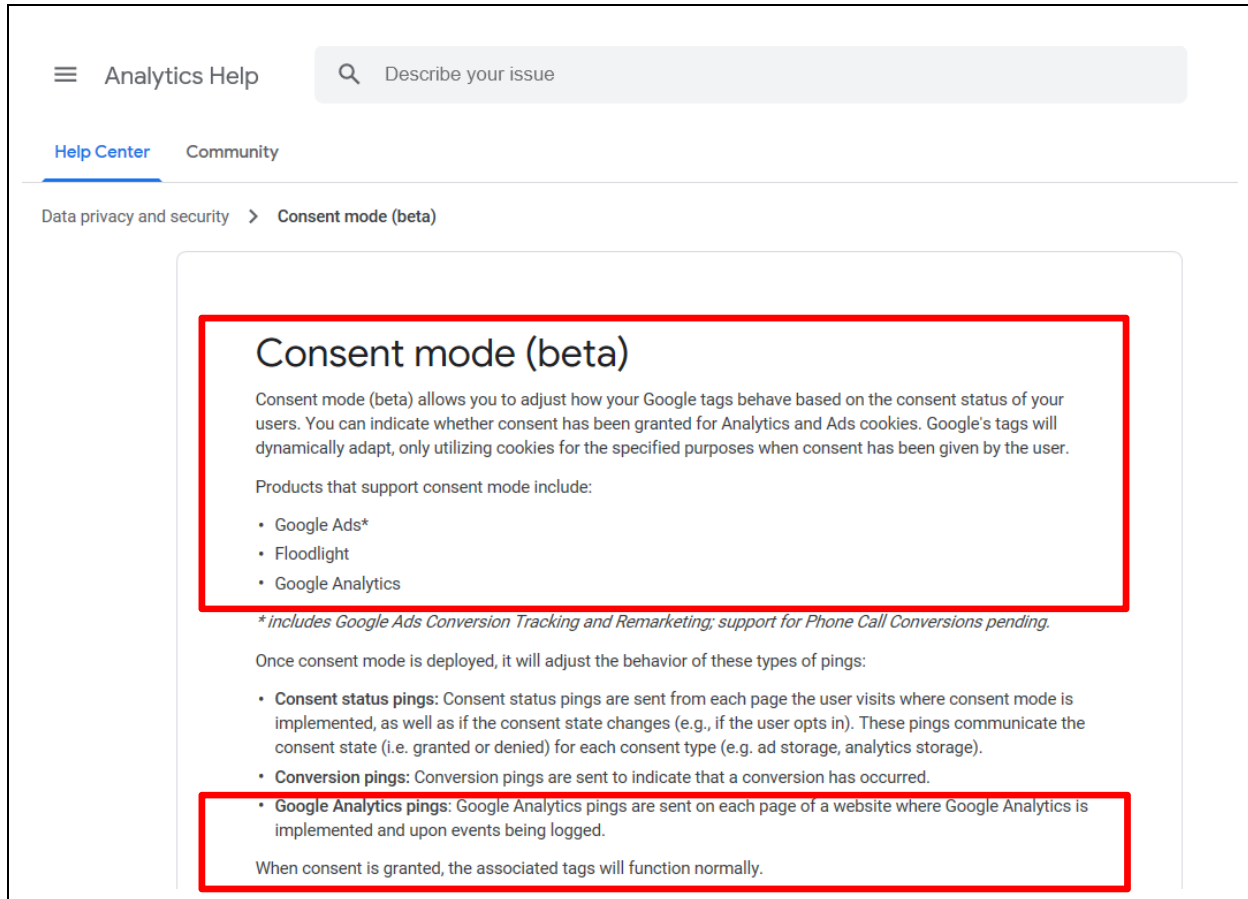 Analytics Help
Describe your issue
Help Center Community
Data privacy and security > Consent mode (beta)
Consent mode (beta)
Consent mode (beta) allows you to adjust how your Google tags behave based on the consent status of your
users. You can indicate whether consent has been granted for Analytics and Ads cookies. Google's tags will
dynamically adapt, only utilizing cookies for the specified purposes when consent has been given by the user.
Products that support consent mode include:
• Google Ads*
• Floodlight
• Google Analytics
* includes Google Ads Conversion Tracking and Remarketing; support for Phone Call Conversions pending.
Once consent mode is deployed, it will adjust the behavior of these types of pings:
• Consent status pings: Consent status pings are sent from each page the user visits where consent mode is
implemented, as well as if the consent state changes (e.g., if the user opts in). These pings communicate the
consent state (i.e. granted or denied) for each consent type (e.g. ad storage, analytics storage).
• Conversion pings: Conversion pings are sent to indicate that a conversion has occurred.
• Google Analytics pings: Google Analytics pings are sent on each page of a website where Google Analytics is
implemented and upon events being logged.
When consent is granted, the associated tags will function normally.